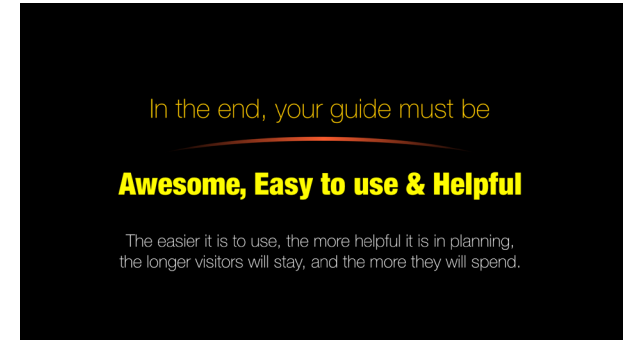 In the end, your guide must be
Awesome, Easy to use & Helpful
The easier it is to use, the more helpful it is in planning,
the longer visitors will stay, and the more they will spend.